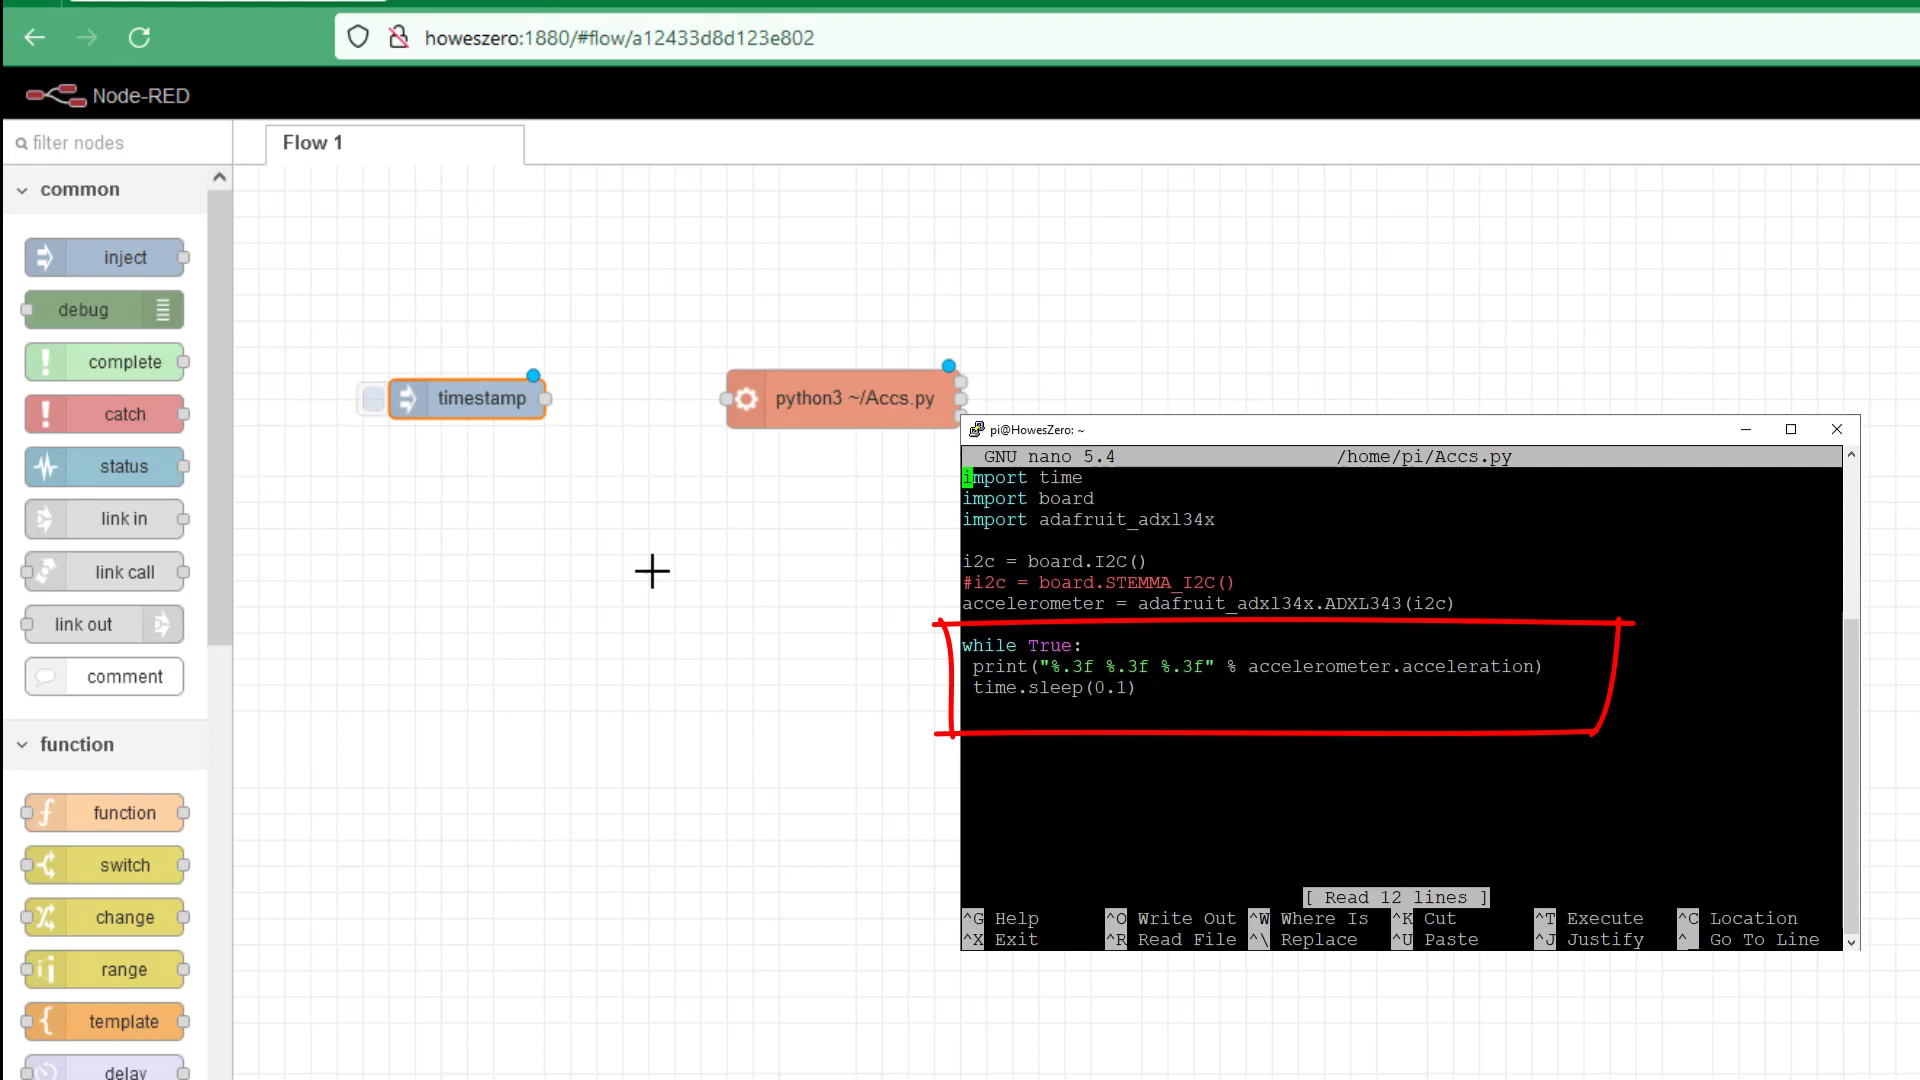 howeszero:1880/#flow/a12433d8d123e802
Node-RED
filter nodes
Flow 1
common
inject
debug
complete
catch
status
link in
link call
link out
comment
function
function
switch
change
range
template
delay
timestamp
python3 ~/Accs.py
pi@HowesZero: ~
GNU nano 5.4 /home/pi/Accs.py
import time
import board
import adafruit_adxl34x
i2c = board.I2C()
#i2c = board.STEMMA_I2C()
accelerometer = adafruit_adxl34x.ADXL343(i2c)
while True:
print("%.3f %.3f %.3f" % accelerometer.acceleration)
time.sleep(0.1)
[ Read 12 lines ]
^G Help ^O Write Out ^W Where Is ^K Cut ^T Execute ^C Location
^X Exit ^R Read File ^\ Replace ^U Paste ^J Justify ^_ Go To Line